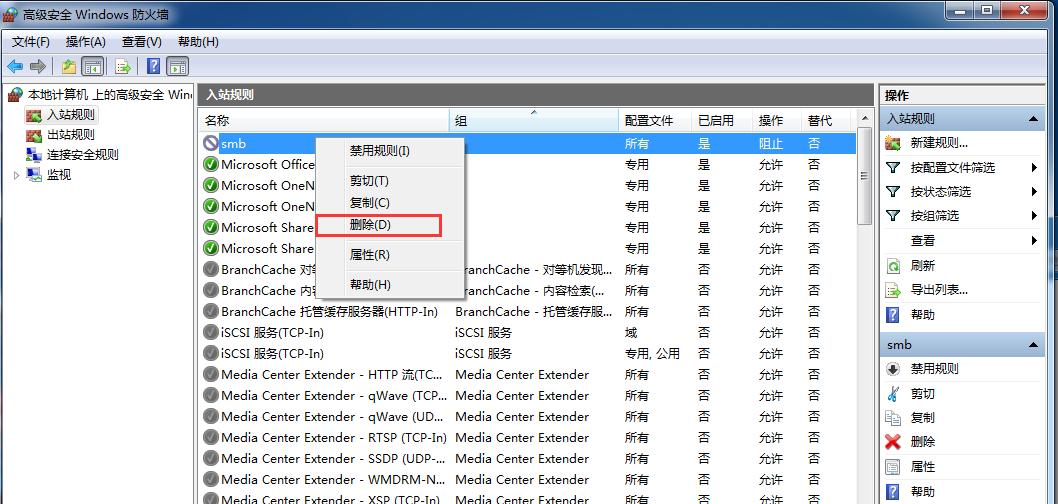 高级安全 Windows 防火墙
文件(F) 操作(A) 查看(V) 帮助(H)
本地计算机 上的高级安全 Win
入站规则
出站规则
连接安全规则
监视
入站规则
名称 组 配置文件 已启用 操作 替代
smb 所有 是 阻止 否
Microsoft Office 专用 是 允许 否
Microsoft OneN 专用 是 允许 否
Microsoft OneN 专用 是 允许 否
Microsoft Share 专用 是 允许 否
Microsoft Share 专用 是 允许 否
BranchCache 对等 BranchCache - 对等机发现... 所有 否 允许 否
BranchCache 内容 BranchCache - 内容检索(... 所有 否 允许 否
BranchCache 托管缓存服务器(HTTP-In) BranchCache - 托管缓存服... 所有 否 允许 否
iSCSI 服务(TCP-In) iSCSI 服务 域 否 允许 否
iSCSI 服务(TCP-In) iSCSI 服务 专用, 公用 否 允许 否
Media Center Extender - HTTP 流(TC... Media Center Extender 所有 否 允许 否
Media Center Extender - qWave (TCP... Media Center Extender 所有 否 允许 否
Media Center Extender - qWave (UD... Media Center Extender 所有 否 允许 否
Media Center Extender - RTSP (TCP-In) Media Center Extender 所有 否 允许 否
Media Center Extender - SSDP (UDP-... Media Center Extender 所有 否 允许 否
Media Center Extender - WMDRM-N... Media Center Extender 所有 否 允许 否
Media Center Extender - XSP (TCP-In) Media Center Extender 所有 否 允许 否
禁用规则(I)
剪切(T)
复制(C)
删除(D)
属性(R)
帮助(H)
操作
入站规则
新建规则...
按配置文件筛选
按状态筛选
按组筛选
查看
刷新
导出列表...
帮助
smb
禁用规则
剪切
复制
删除
属性
帮助